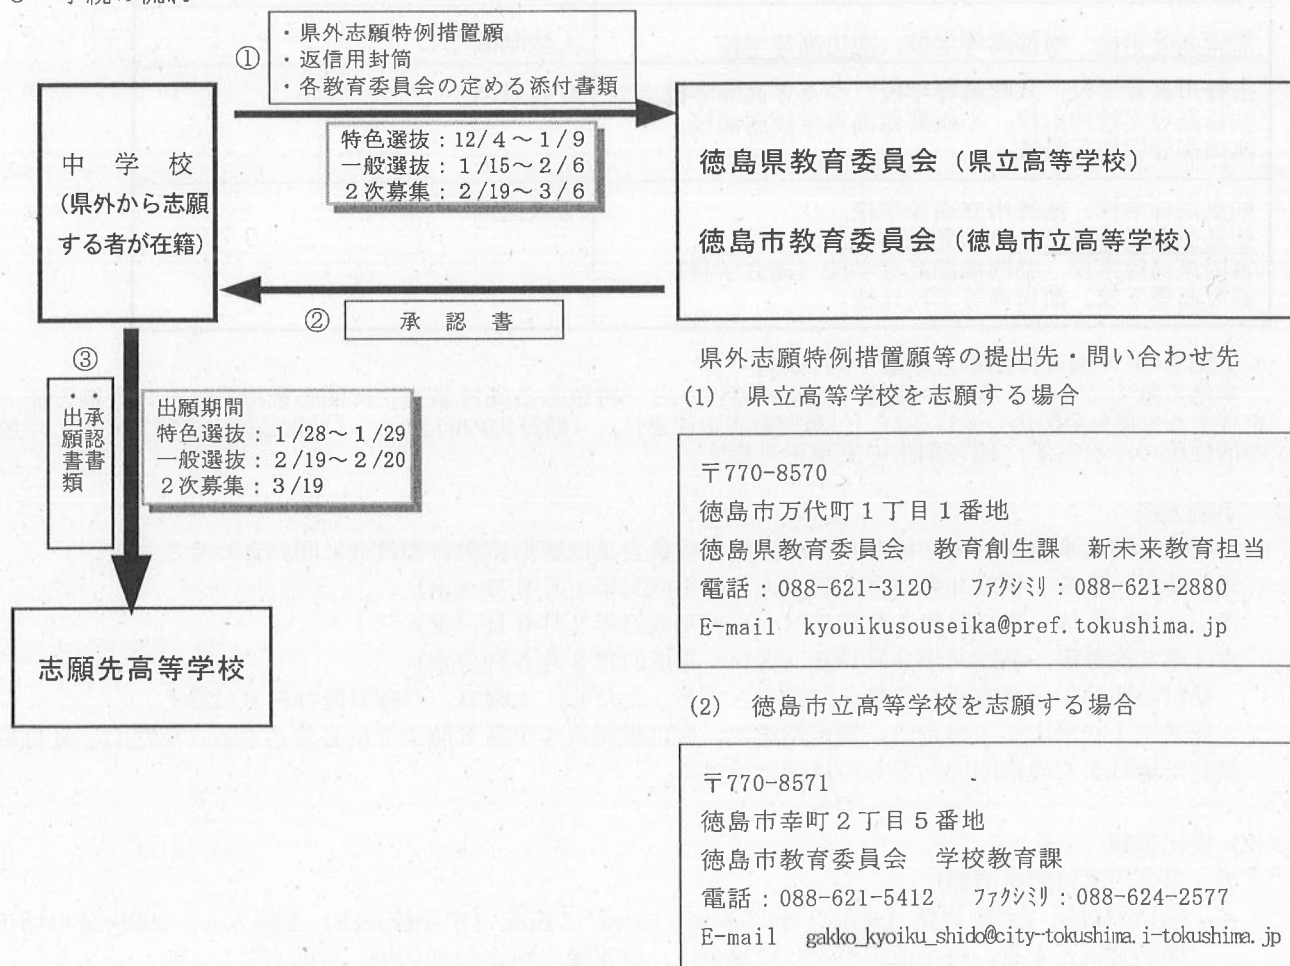 ①
・県外志願特例措置願
・返信用封筒
・各教育委員会の定める添付書類
特色選抜：12/4～1/9
一般選抜：1/15～2/6
2次募集：2/19～3/6
中　学　校
（県外から志願
する者が在籍）
徳島県教育委員会（県立高等学校）
徳島市教育委員会（徳島市立高等学校）
②
承　認　書
③
・承認書
・出願書類
出願期間
特色選抜：1/28～1/29
一般選抜：2/19～2/20
2次募集：3/19
志願先高等学校
県外志願特例措置願等の提出先・問い合わせ先
(1)　県立高等学校を志願する場合
〒770-8570
徳島市万代町１丁目１番地
徳島県教育委員会　教育創生課　新未来教育担当
電話：088-621-3120　ﾌｧｸｼﾐﾘ：088-621-2880
E-mail　kyouikusouseika@pref.tokushima.jp
(2)　徳島市立高等学校を志願する場合
〒770-8571
徳島市幸町２丁目５番地
徳島市教育委員会　学校教育課
電話：088-621-5412　ﾌｧｸｼﾐﾘ：088-624-2577
E-mail　gakko_kyoiku_shido@city-tokushima.i-tokushima.jp